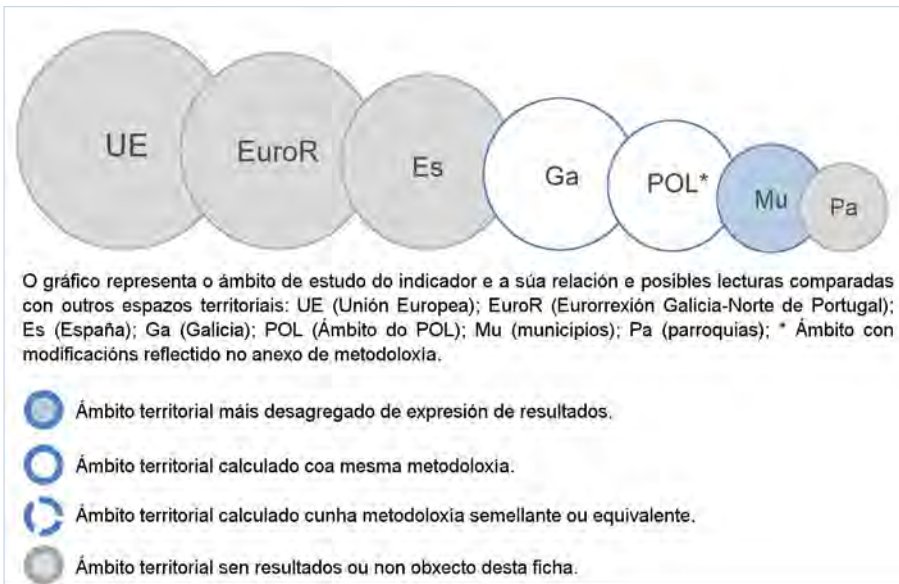 UE
EuroR
Es
Ga
POL*
Mu
Pa
O gráfico representa o ámbito de estudo do indicador e a súa relación e posibles lecturas comparadas
con outros espazos territoriais: UE (Unión Europea); EuroR (Eurorrexión Galicia-Norte de Portugal);
Es (España); Ga (Galicia); POL (Ámbito do POL); Mu (municipios); Pa (parroquias); * Ámbito con
modificacións reflectido no anexo de metodoloxia.
Ámbito territorial máis desagregado de expresión de resultados.
Ámbito territorial calculado coa mesma metodoloxia.
Ámbito territorial calculado cunha metodoloxia semellante ou equivalente.
Ámbito territorial sen resultados ou non obxecto desta ficha.